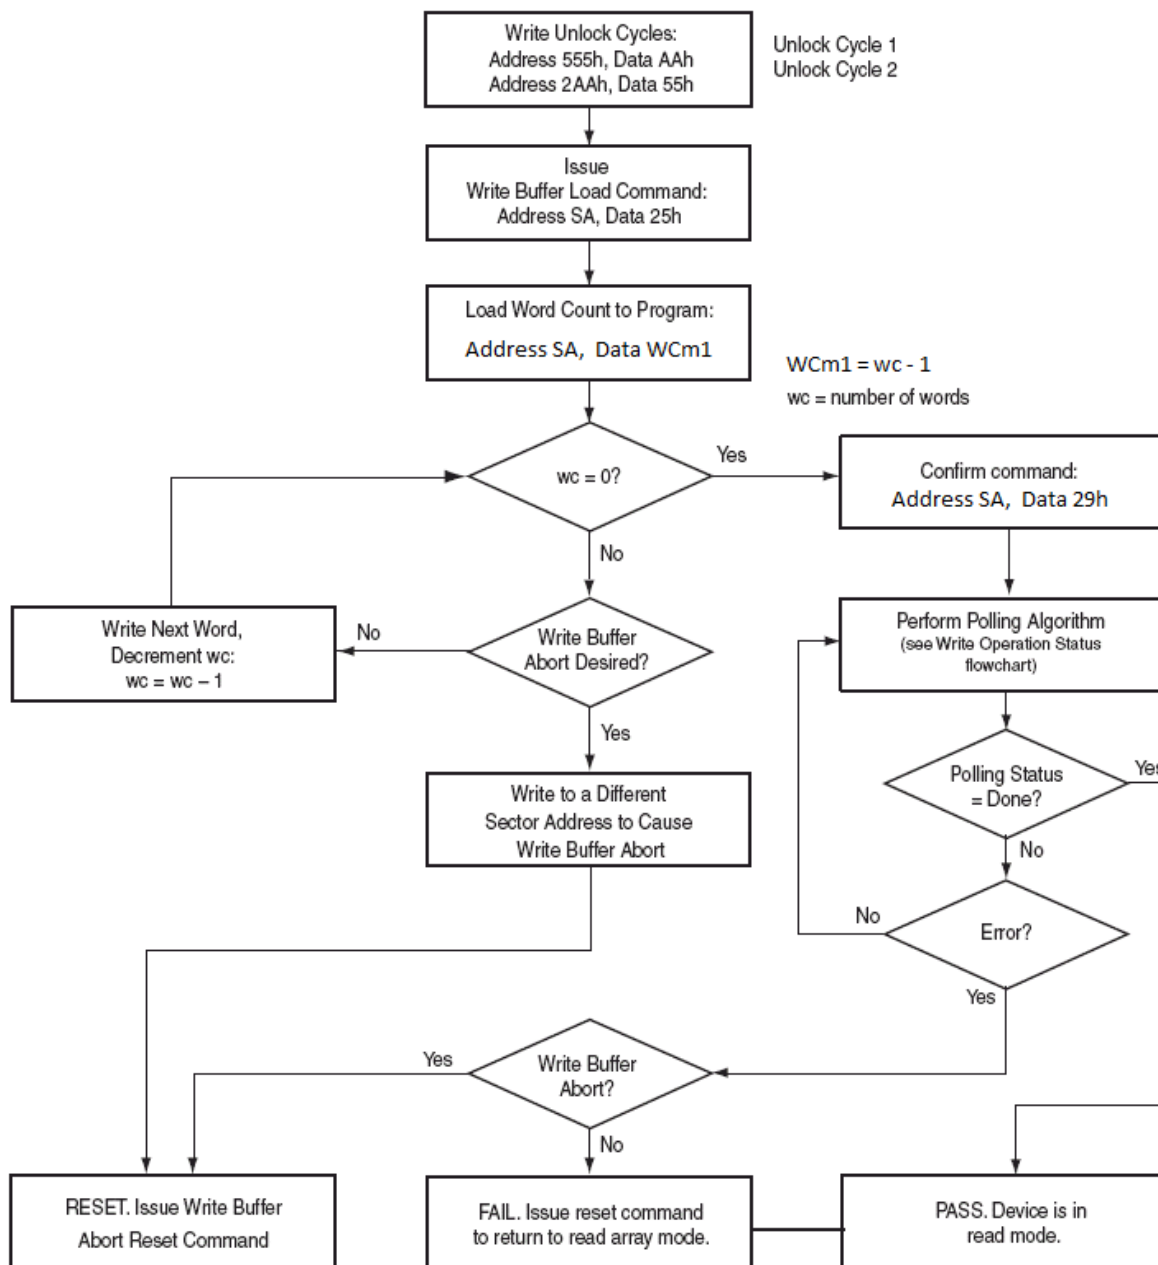 Write Unlock Cycles:
Address 555h, Data AAh
Address 2AAh, Data 55h
Unlock Cycle 1
Unlock Cycle 2
Issue
Write Buffer Load Command:
Address SA, Data 25h
Load Word Count to Program:
Address SA, Data WCm1
WCm1 = wc - 1
wc = number of words
wc = 0?
Yes
Confirm command:
Address SA, Data 29h
No
Write Next Word,
Decrement wc:
wc = wc – 1
No
Write Buffer
Abort Desired?
Perform Polling Algorithm
(see Write Operation Status
flowchart)
Yes
Write to a Different
Sector Address to Cause
Write Buffer Abort
Polling Status
= Done?
Yes
No
Error?
No
Yes
Write Buffer
Abort?
Yes
No
RESET. Issue Write Buffer
Abort Reset Command
FAIL. Issue reset command
to return to read array mode.
PASS. Device is in
read mode.